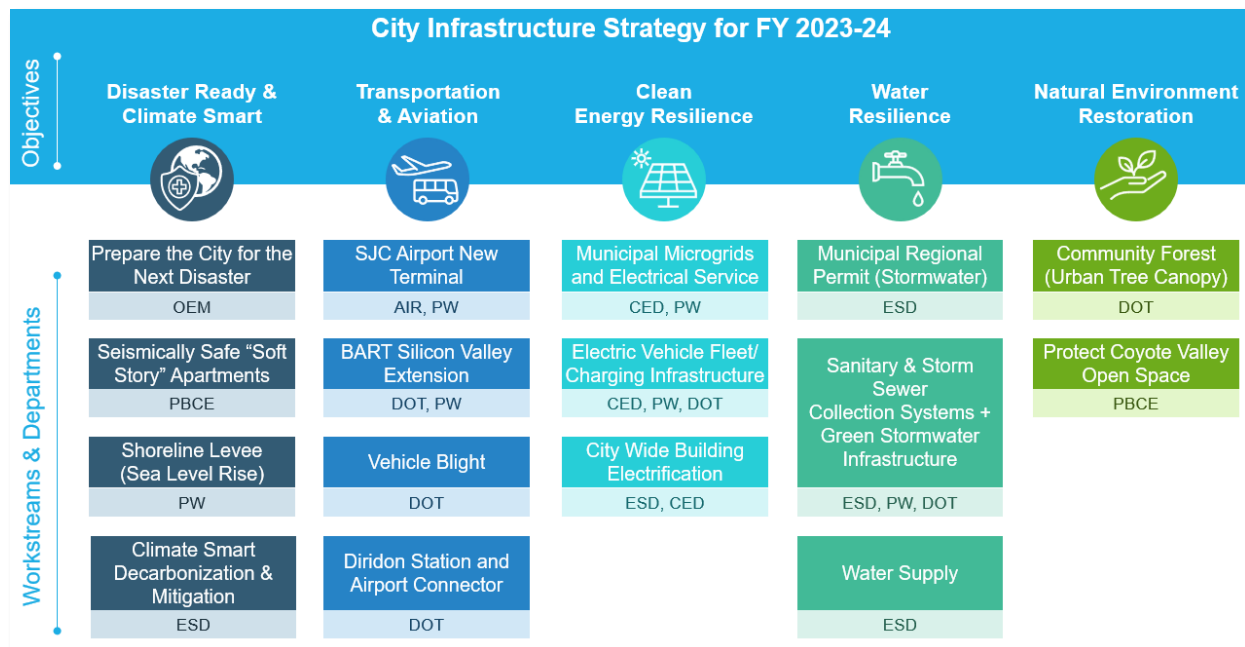 City Infrastructure Strategy for FY 2023-24
Objectives
Disaster Ready &
Climate Smart
Transportation
& Aviation
Clean
Energy Resilience
Water
Resilience
Natural Environment
Restoration
Workstreams & Departments
Prepare the City for the
Next Disaster
OEM
Seismically Safe “Soft
Story” Apartments
PBCE
Shoreline Levee
(Sea Level Rise)
PW
Climate Smart
Decarbonization &
Mitigation
ESD
SJC Airport New
Terminal
AIR, PW
BART Silicon Valley
Extension
DOT, PW
Vehicle Blight
DOT
Diridon Station and
Airport Connector
DOT
Municipal Microgrids
and Electrical Service
CED, PW
Electric Vehicle Fleet/
Charging Infrastructure
CED, PW, DOT
City Wide Building
Electrification
ESD, CED
Municipal Regional
Permit (Stormwater)
ESD
Sanitary & Storm
Sewer
Collection Systems +
Green Stormwater
Infrastructure
ESD, PW, DOT
Water Supply
ESD
Community Forest
(Urban Tree Canopy)
DOT
Protect Coyote Valley
Open Space
PBCE